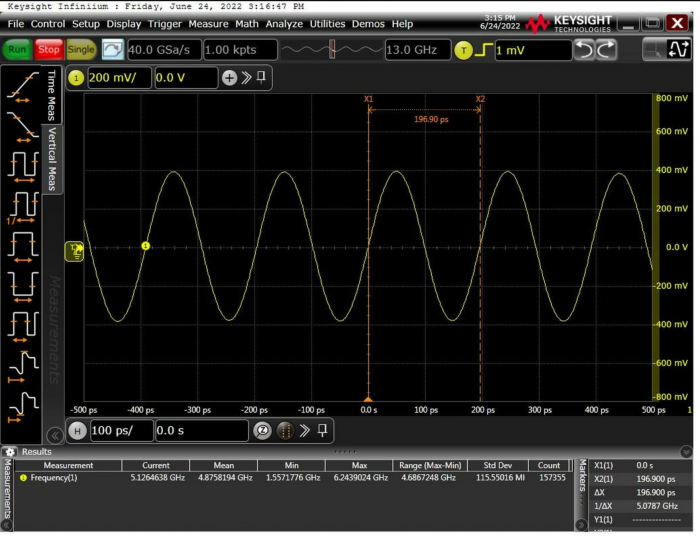 Keysight Infiniium : Friday, June 24, 2022 3:16:47 PM
File Control Setup Display Trigger Measure Math Analyze Utilities Demos Help
3:15 PM
6/24/2022
KEYSIGHT
TECHNOLOGIES
Run Stop Single 40.0 GSa/s 1.00 kpts 13.0 GHz T 1 mV
Time Meas
Vertical Meas
Measurements
1 200 mV/ 0.0 V
X1 X2
196.90 ps
800 mV
600 mV
400 mV
200 mV
0.0 V
-200 mV
-400 mV
-600 mV
-800 mV
1
-500 ps -400 ps -300 ps -200 ps -100 ps 0.0 s 100 ps 200 ps 300 ps 400 ps 500 ps 1
H 100 ps/ 0.0 s
Results
Measurements
Measurement Current Mean Min Max Range (Max-Min) Std Dev Count
1 Frequency(1) 5.1264638 GHz 4.8758194 GHz 1.5571776 GHz 6.2439024 GHz 4.6867248 GHz 115.55016 MI 157355
Markers
X1(1) 0.0 s
X2(1) 196.900 ps
ΔX 196.900 ps
1/ΔX 5.0787 GHz
Y1(1) ---------------